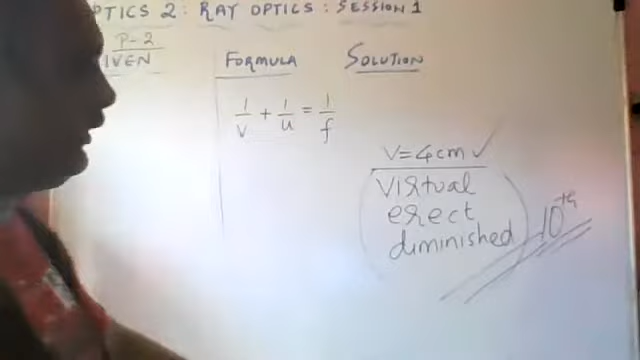 PTICS 2: RAY OPTICS: SESSION 1
P-2
IVEN
FORMULA
SOLUTION
1/v + 1/u = 1/f
v=4cm ✓
virtual
erect
diminished
10th